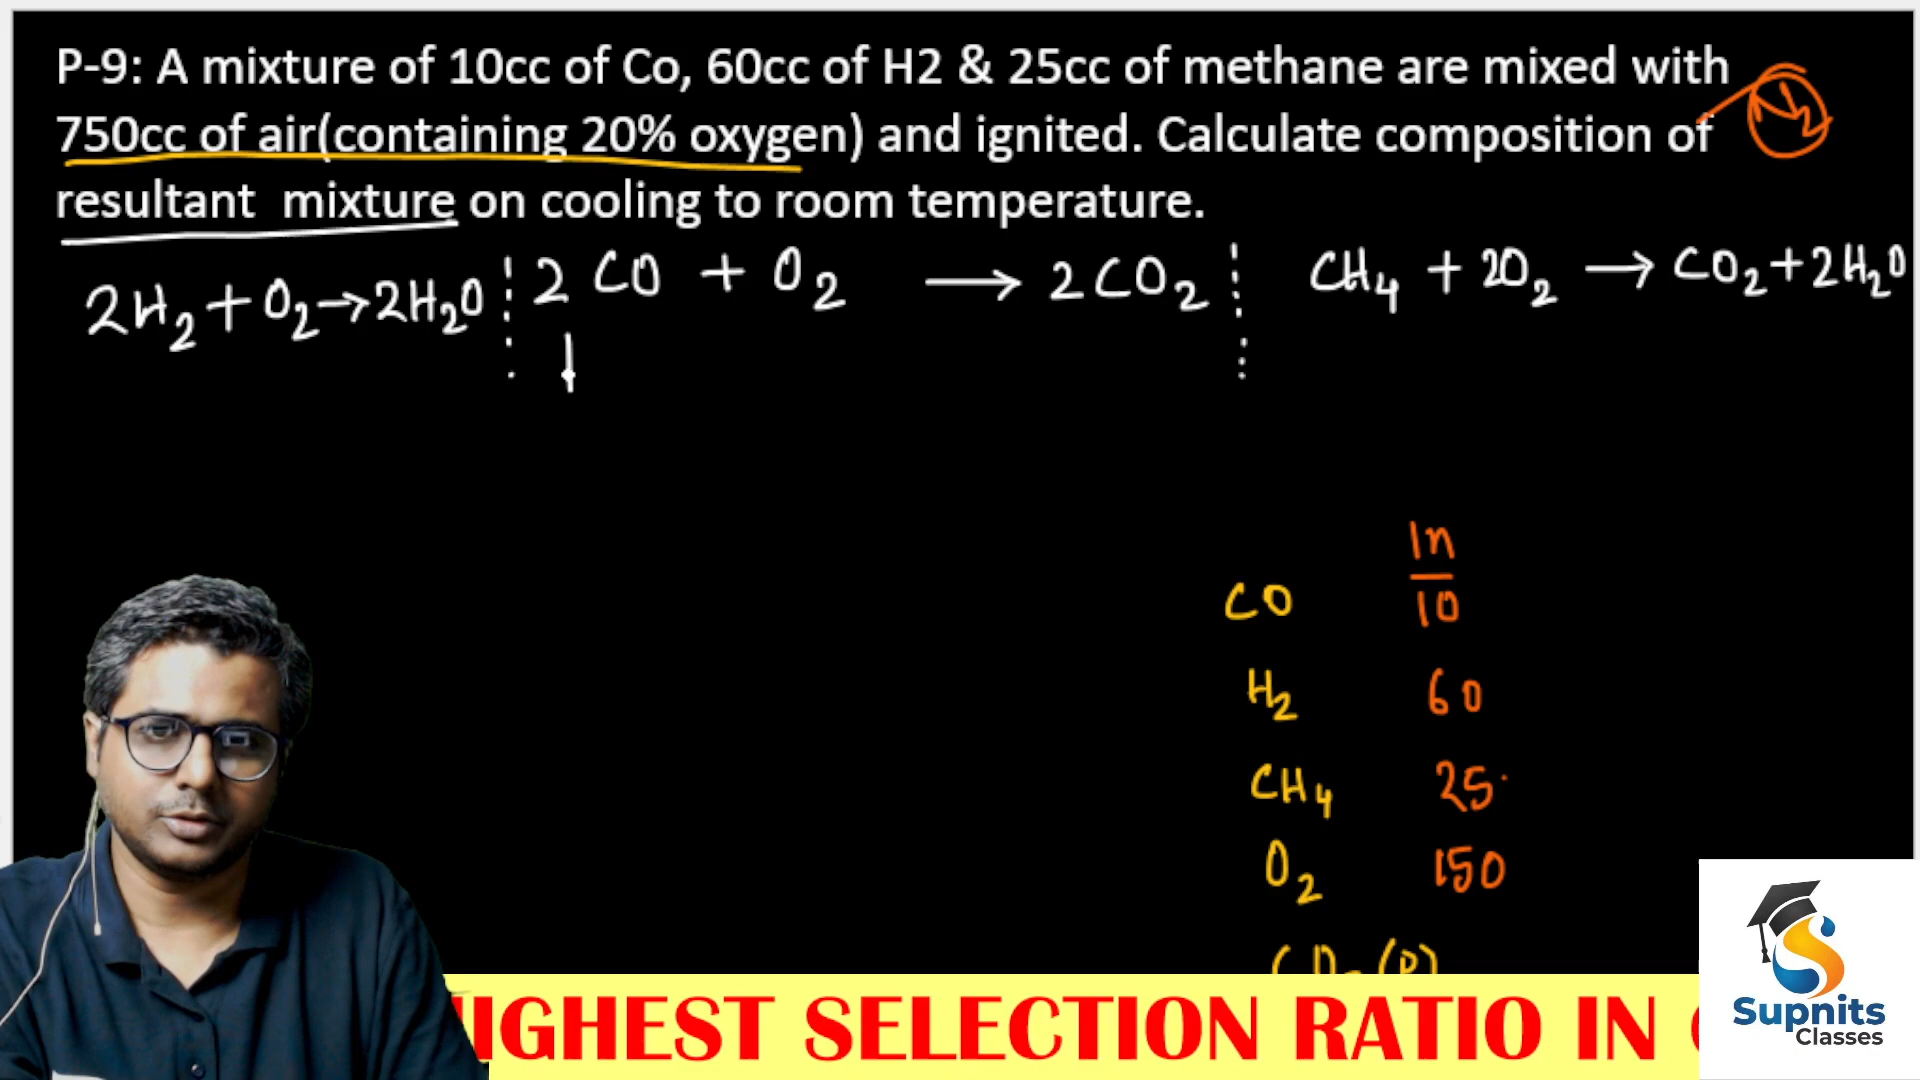 P-9: A mixture of 10cc of Co, 60cc of H2 & 25cc of methane are mixed with
750cc of air(containing 20% oxygen) and ignited. Calculate composition of
resultant mixture on cooling to room temperature.
N2
2H2+O2→2H2O 2 CO + O2 → 2CO2 CH4 + 2O2 → CO2+2H2O
In
CO 10
H2 60
CH4 25
O2 150
HIGHEST SELECTION RATIO IN
Supnits
Classes